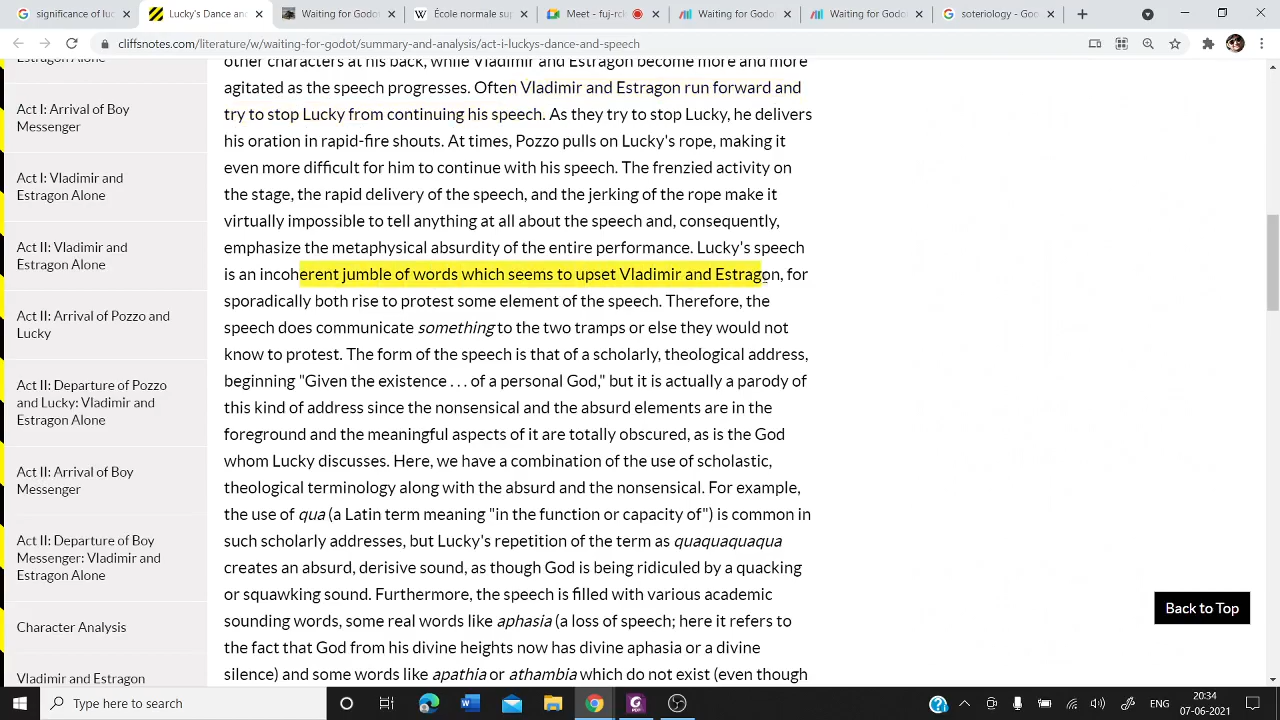 significance of luc
Lucky's Dance an
Waiting for Godot
École normale sup
Meet - fuj-rck
Waiting for Godot
Waiting for Godot
soteriology - Goo
cliffsnotes.com/literature/w/waiting-for-godot/summary-and-analysis/act-i-luckys-dance-and-speech
Estragon Alone
Act I: Arrival of Boy
Messenger
Act I: Vladimir and
Estragon Alone
Act II: Vladimir and
Estragon Alone
Act II: Arrival of Pozzo and
Lucky
Act II: Departure of Pozzo
and Lucky: Vladimir and
Estragon Alone
Act II: Arrival of Boy
Messenger
Act II: Departure of Boy
Messenger: Vladimir and
Estragon Alone
Character Analysis
Vladimir and Estragon
other characters at his back, while Vladimir and Estragon become more and more
agitated as the speech progresses. Often Vladimir and Estragon run forward and
try to stop Lucky from continuing his speech. As they try to stop Lucky, he delivers
his oration in rapid-fire shouts. At times, Pozzo pulls on Lucky's rope, making it
even more difficult for him to continue with his speech. The frenzied activity on
the stage, the rapid delivery of the speech, and the jerking of the rope make it
virtually impossible to tell anything at all about the speech and, consequently,
emphasize the metaphysical absurdity of the entire performance. Lucky's speech
is an incoherent jumble of words which seems to upset Vladimir and Estragon, for
sporadically both rise to protest some element of the speech. Therefore, the
speech does communicate something to the two tramps or else they would not
know to protest. The form of the speech is that of a scholarly, theological address,
beginning "Given the existence . . . of a personal God," but it is actually a parody of
this kind of address since the nonsensical and the absurd elements are in the
foreground and the meaningful aspects of it are totally obscured, as is the God
whom Lucky discusses. Here, we have a combination of the use of scholastic,
theological terminology along with the absurd and the nonsensical. For example,
the use of qua (a Latin term meaning "in the function or capacity of") is common in
such scholarly addresses, but Lucky's repetition of the term as quaquaquaqua
creates an absurd, derisive sound, as though God is being ridiculed by a quacking
or squawking sound. Furthermore, the speech is filled with various academic
sounding words, some real words like aphasia (a loss of speech; here it refers to
the fact that God from his divine heights now has divine aphasia or a divine
silence) and some words like apathia or athambia which do not exist (even though
Back to Top
Type here to search
ENG
20:34
07-06-2021